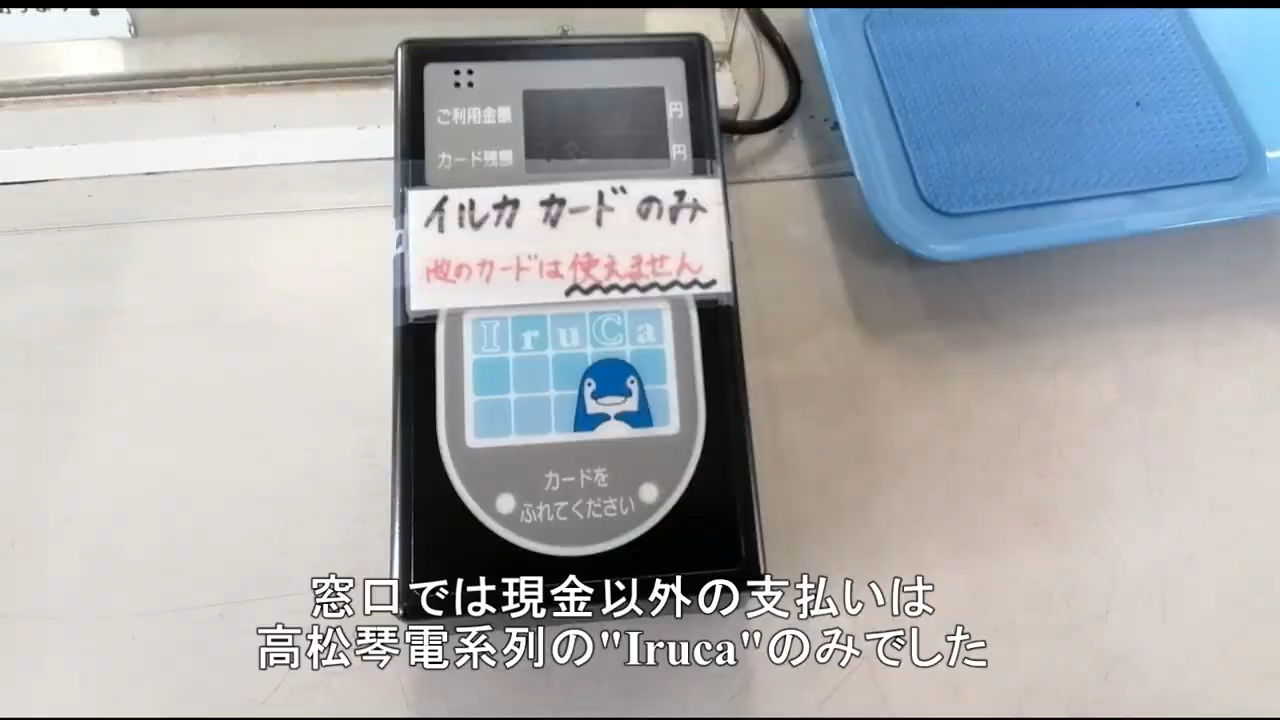 ご利用金額
円
カード残額
円
イルカ カード のみ
他のカードは使えません
IruCa
カードを
ふれてください
窓口では現金以外の支払いは
高松琴電系列の"Iruca"のみでした